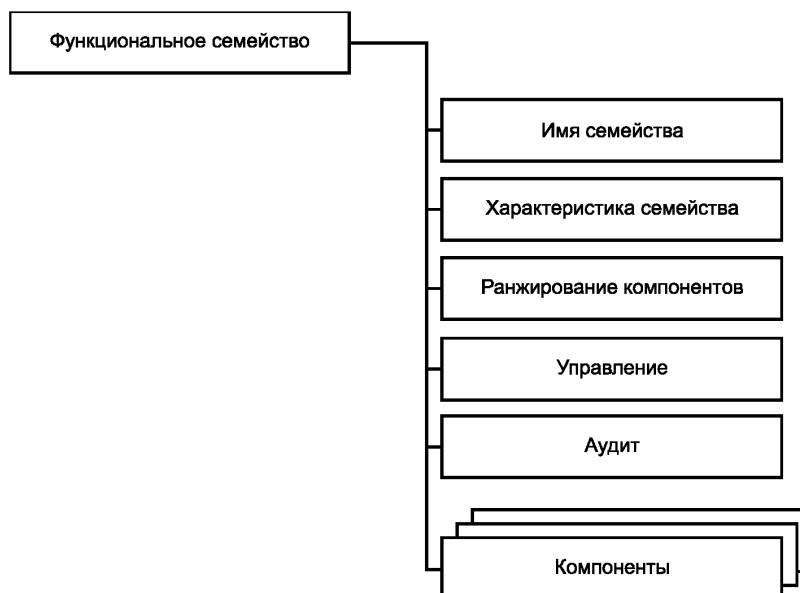 Функциональное семейство
Имя семейства
Характеристика семейства
Ранжирование компонентов
Управление
Аудит
Компоненты